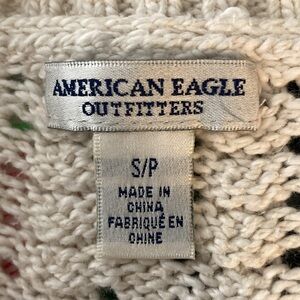 AMERICAN EAGLE
OUTFITTERS
S/P
MADE IN
CHINA
FABRIQUÉ EN
CHINE